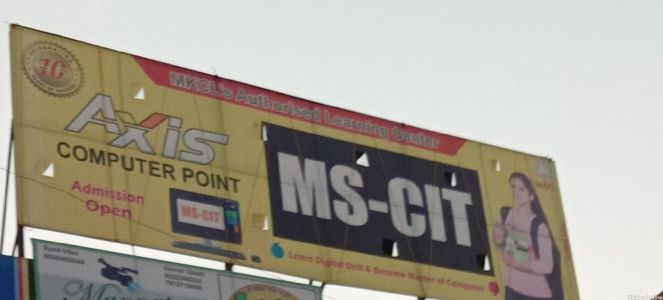 MKCL's Authorised Learning Center
Axis
COMPUTER POINT
MS-CIT
Admission
Open
MS-CIT
Learn Digital Skill & Become Master of Computer